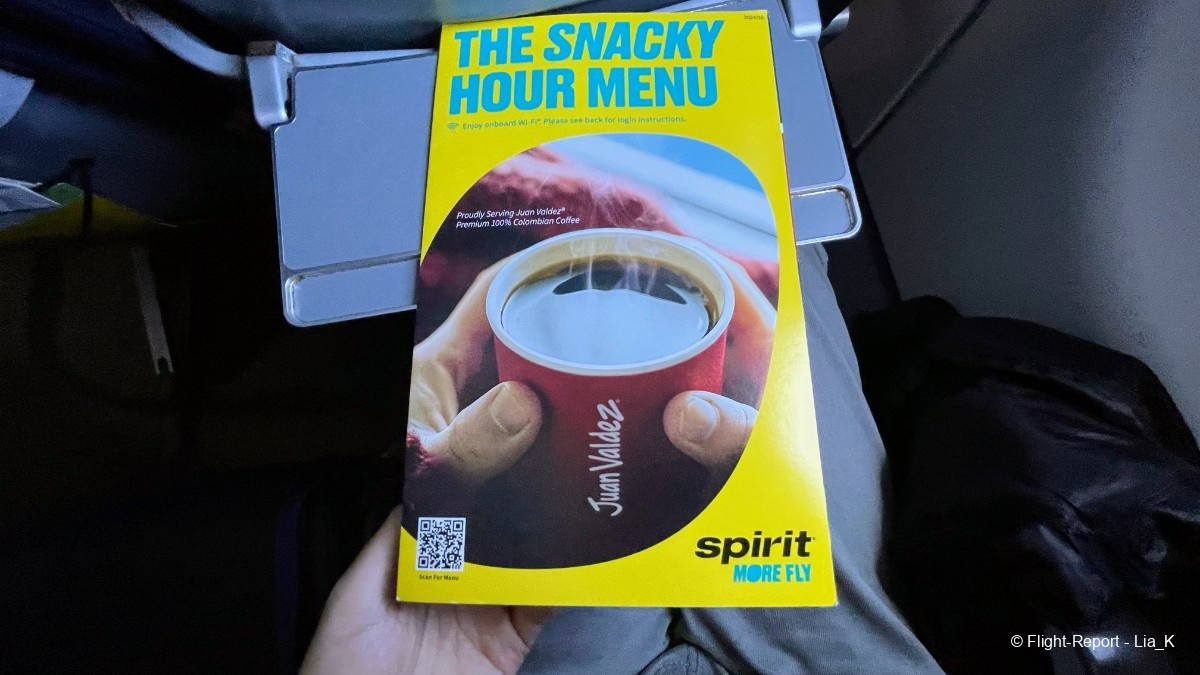 THE SNACKY
HOUR MENU
Enjoy onboard Wi-Fi®. Please see back for login instructions.
Proudly Serving Juan Valdez®
Premium 100% Colombian Coffee
Juan Valdez®
Scan For Menu
spirit
MORE FLY
© Flight-Report - Lia_K